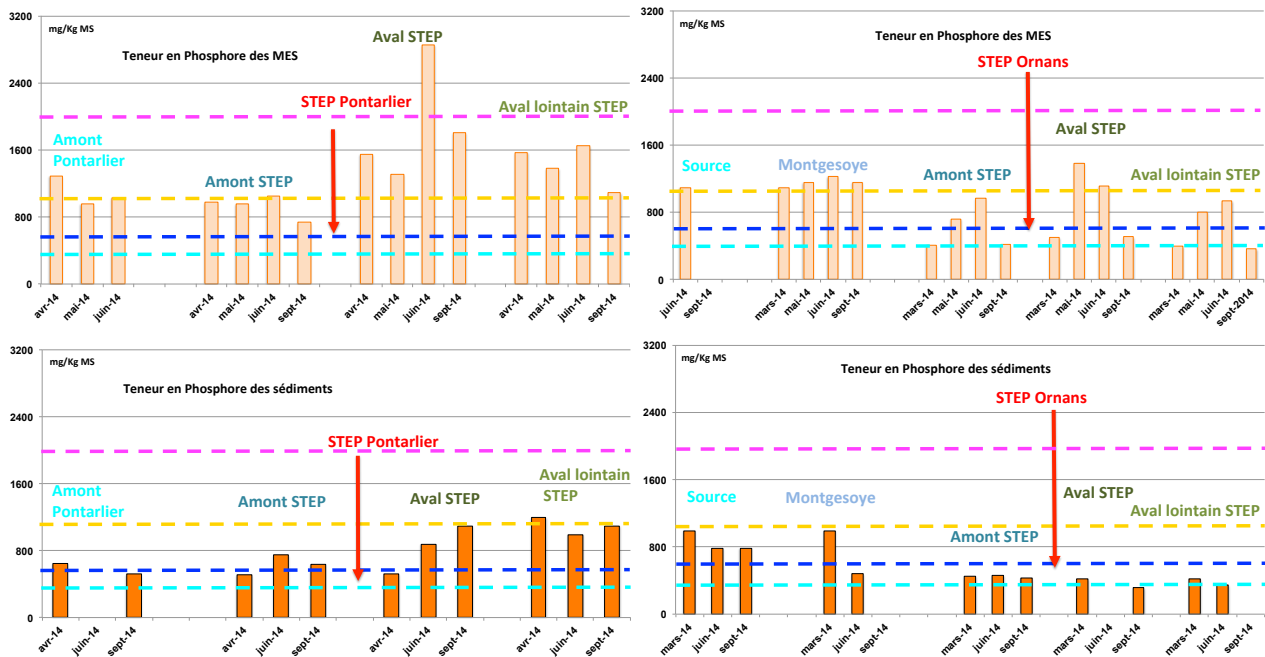 3200
2400
1600
800
0
mg/Kg MS
Teneur en Phosphore des MES
Aval STEP
STEP Pontarlier
Aval lointain STEP
Amont
Pontarlier
Amont STEP
avr-14
mai-14
juin-14
avr-14
mai-14
juin-14
sept-14
avr-14
mai-14
juin-14
sept-14
avr-14
mai-14
juin-14
sept-14
3200
2400
1600
800
0
mg/Kg MS
Teneur en Phosphore des MES
STEP Ornans
Aval STEP
Source
Montgesoye
Amont STEP
Aval lointain STEP
juin-14
sept-14
mars-14
mai-14
juin-14
sept-14
mars-14
mai-14
juin-14
sept-14
mars-14
mai-14
juin-14
sept-14
mars-14
mai-14
juin-14
sept-2014
3200
2400
1600
800
0
mg/Kg MS
Teneur en Phosphore des sédiments
STEP Pontarlier
Aval lointain
STEP
Amont
Pontarlier
Amont STEP
Aval STEP
avr-14
juin-14
sept-14
avr-14
juin-14
sept-14
avr-14
juin-14
sept-14
avr-14
juin-14
sept-14
3200
2400
1600
800
0
mg/Kg MS
Teneur en Phosphore des sédiments
STEP Ornans
Source
Montgesoye
Aval STEP
Aval lointain STEP
Amont STEP
mars-14
juin-14
sept-14
mars-14
juin-14
sept-14
mars-14
juin-14
sept-14
mars-14
juin-14
sept-14
mars-14
juin-14
sept-14